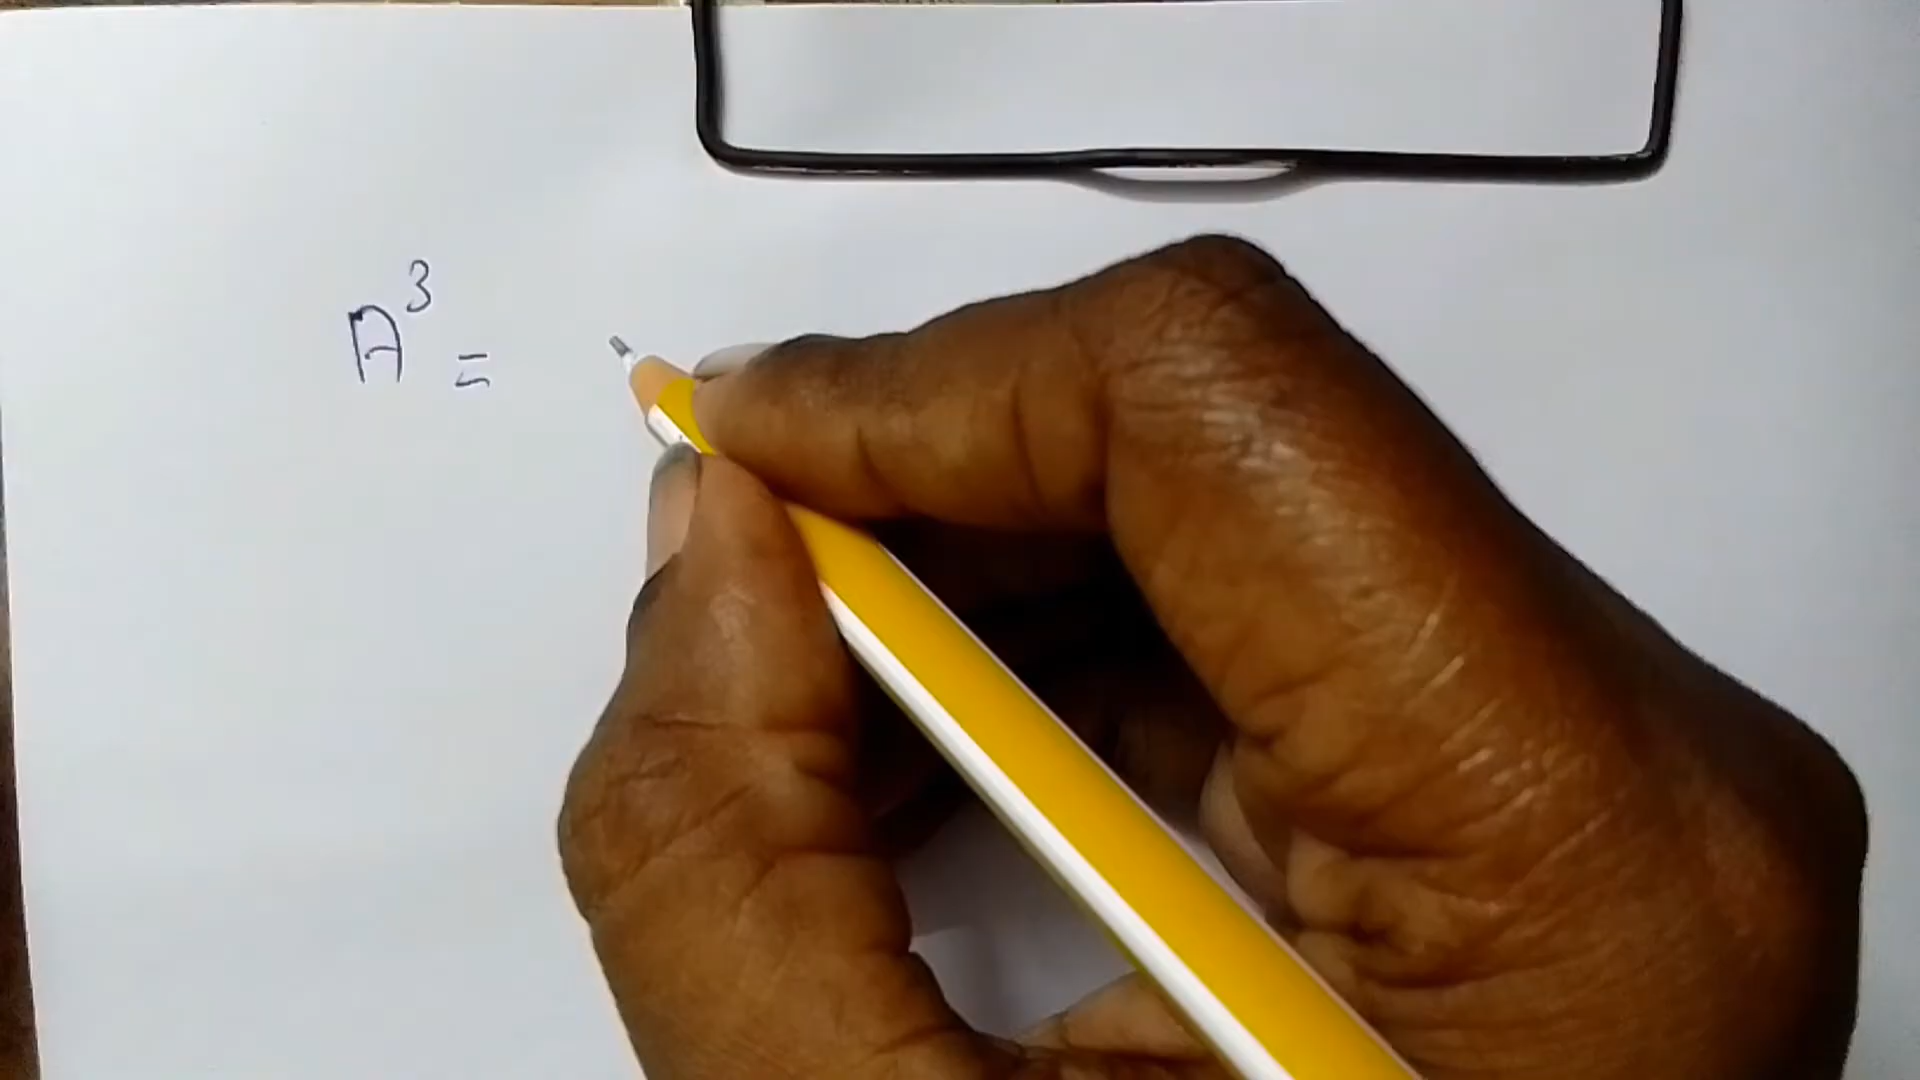 A³ =